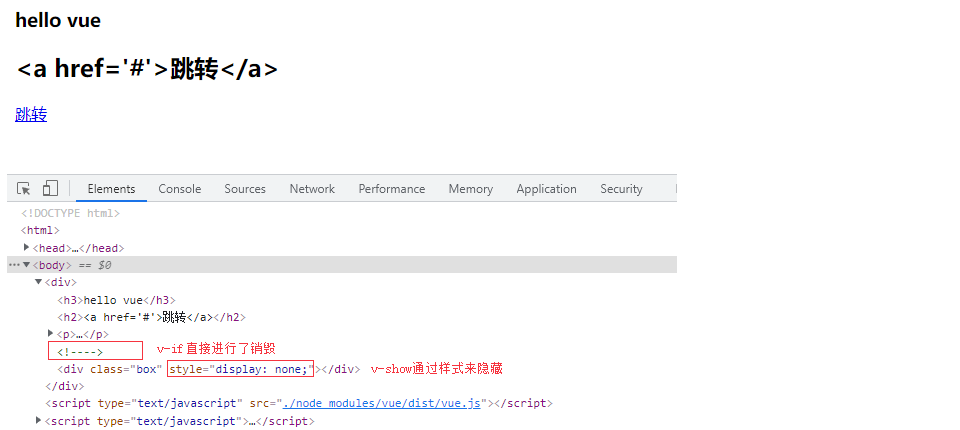 hello vue
<a href='#'>跳转</a>
跳转
Elements Console Sources Network Performance Memory Application Security
<!DOCTYPE html>
<html>
<head>…</head>
<body> == $0
<div>
<h3>hello vue</h3>
<h2><a href='#'>跳转</a></h2>
<p>…</p>
<!----> v-if 直接进行了销毁
<div class="box" style="display: none;"></div> v-show通过样式来隐藏
</div>
<script type="text/javascript" src="./node_modules/vue/dist/vue.js"></script>
<script type="text/javascript">…</script>